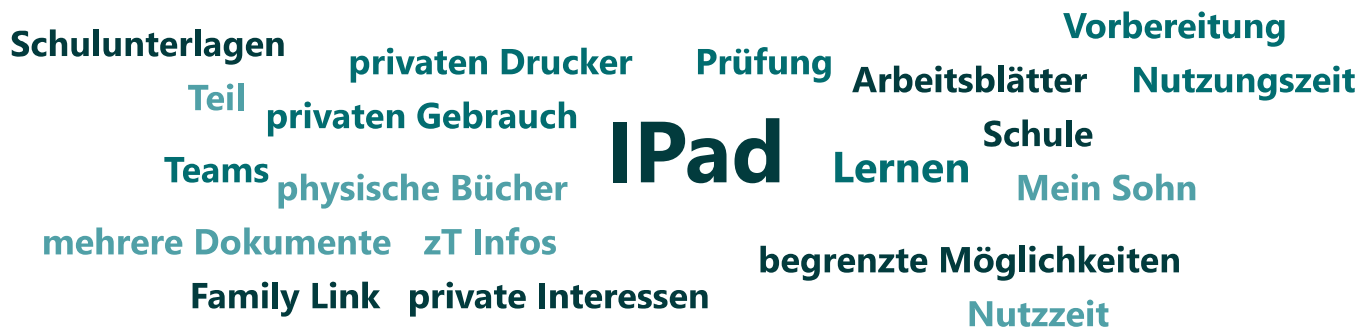 Vorbereitung
Schulunterlagen
privaten Drucker
Prüfung
Arbeitsblätter
Nutzungszeit
Teil
privaten Gebrauch
IPad
Schule
Teams
physische Bücher
Lernen
Mein Sohn
mehrere Dokumente
zT Infos
begrenzte Möglichkeiten
Family Link
private Interessen
Nutzzeit